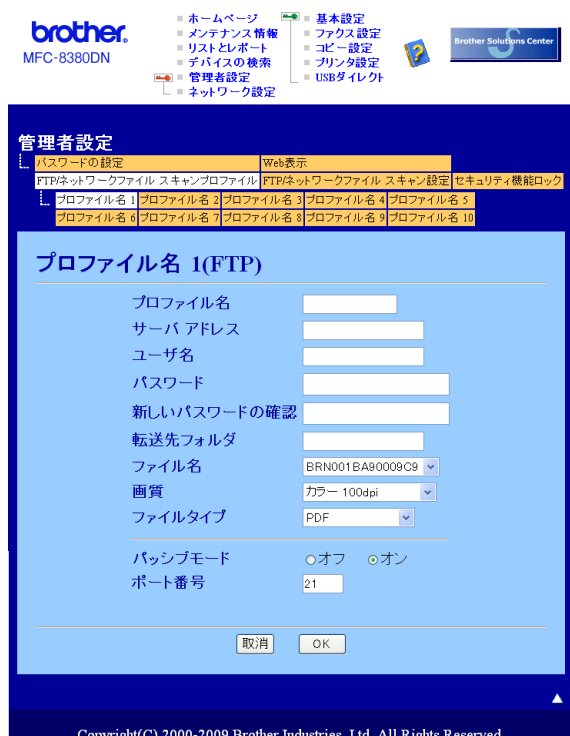 brother.
MFC-8380DN
ホームページ
メンテナンス情報
リストとレポート
デバイスの検索
管理者設定
ネットワーク設定
基本設定
ファクス設定
コピー設定
プリンタ設定
USBダイレクト
Brother Solutions Center
管理者設定
パスワードの設定 Web表示
FTP/ネットワークファイル スキャンプロファイル FTP/ネットワークファイル スキャン設定 セキュリティ機能ロック
プロファイル名 1 プロファイル名 2 プロファイル名 3 プロファイル名 4 プロファイル名 5
プロファイル名 6 プロファイル名 7 プロファイル名 8 プロファイル名 9 プロファイル名 10
プロファイル名 1(FTP)
プロファイル名
サーバ アドレス
ユーザ名
パスワード
新しいパスワードの確認
転送先フォルダ
ファイル名 BRN001BA90009C9
画質 カラー 100dpi
ファイルタイプ PDF
パッシブモード オフ オン
ポート番号 21
取消 OK
Copyright(C) 2000-2009 Brother Industries, Ltd. All Rights Reserved.